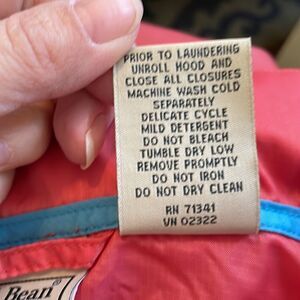 PRIOR TO LAUNDERING
UNROLL HOOD AND
CLOSE ALL CLOSURES
MACHINE WASH COLD
SEPARATELY
DELICATE CYCLE
MILD DETERGENT
DO NOT BLEACH
TUMBLE DRY LOW
REMOVE PROMPTLY
DO NOT IRON
DO NOT DRY CLEAN
RN 71341
VN 02322
Bean®